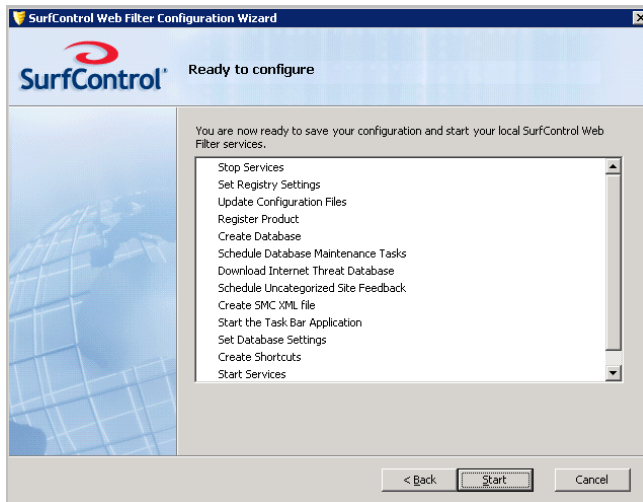 SurfControl Web Filter Configuration Wizard
SurfControl
Ready to configure
You are now ready to save your configuration and start your local SurfControl Web
Filter services.
Stop Services
Set Registry Settings
Update Configuration Files
Register Product
Create Database
Schedule Database Maintenance Tasks
Download Internet Threat Database
Schedule Uncategorized Site Feedback
Create SMC XML file
Start the Task Bar Application
Set Database Settings
Create Shortcuts
Start Services
< Back Start Cancel